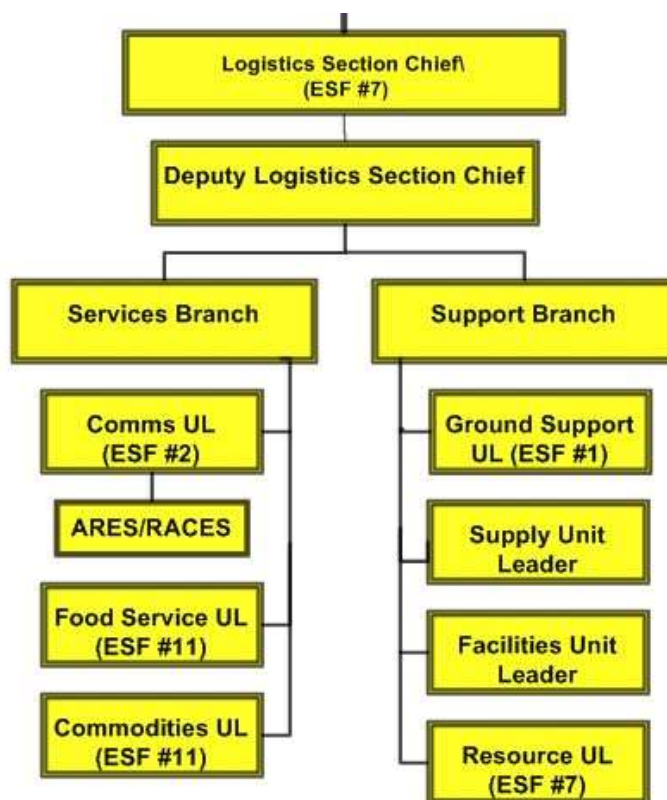 Logistics Section Chief\
(ESF #7)
Deputy Logistics Section Chief
Services Branch
Support Branch
Comms UL
(ESF #2)
ARES/RACES
Food Service UL
(ESF #11)
Commodities UL
(ESF #11)
Ground Support
UL (ESF #1)
Supply Unit
Leader
Facilities Unit
Leader
Resource UL
(ESF #7)